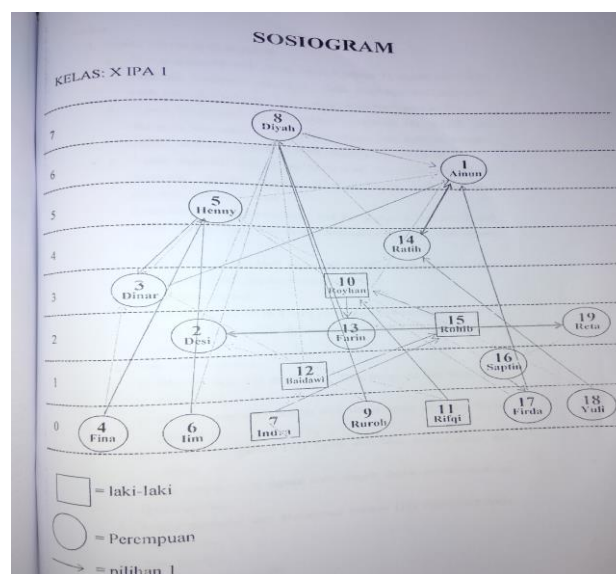 SOSIOGRAM
KELAS: X IPA 1
7
8
Diyah
6
1
Ainun
5
5
Henny
4
14
Ratih
3
3
Dinar
10
Royhan
2
2
Desi
13
Farin
15
Rohib
19
Reta
1
12
Baidawi
16
Saptin
0
4
Fina
6
Iim
7
Indra
9
Ruroh
11
Rifqi
17
Firda
18
Yuli
= laki-laki
= Perempuan
= pilihan 1